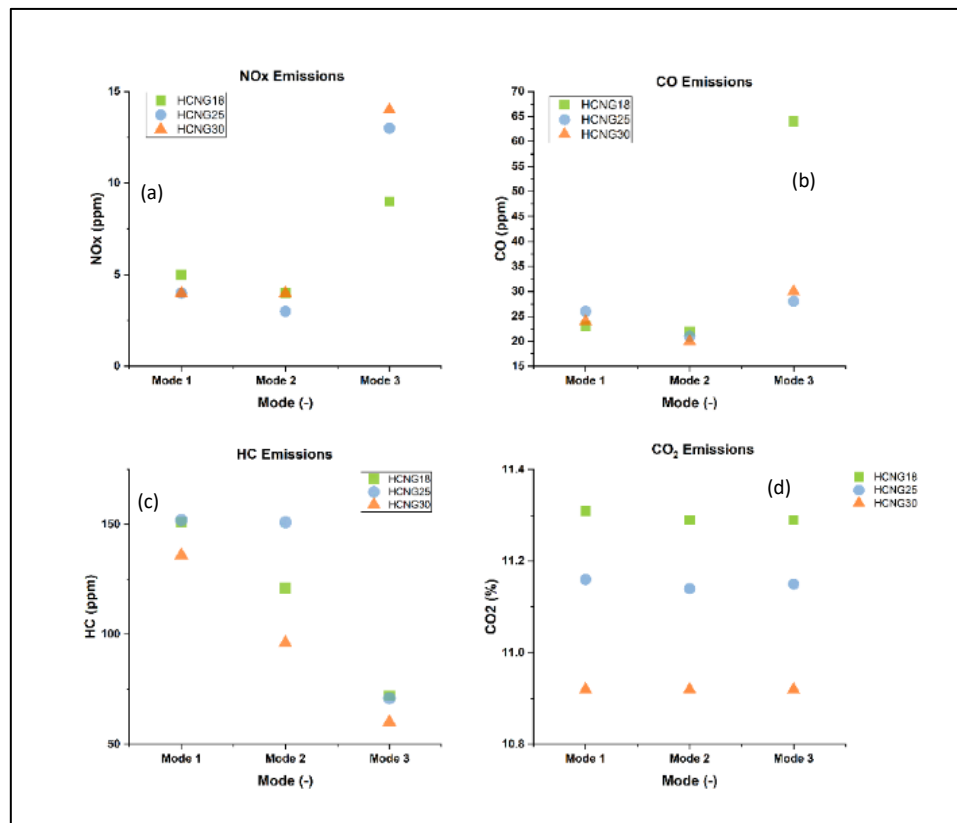 NOx Emissions
HCNG18
HCNG25
HCNG30
(a)
15
10
5
0
NOx (ppm)
Mode 1 Mode 2 Mode 3
Mode (-)
CO Emissions
HCNG18
HCNG25
HCNG30
(b)
70
65
60
55
50
45
40
35
30
25
20
15
CO (ppm)
Mode 1 Mode 2 Mode 3
Mode (-)
HC Emissions
HCNG18
HCNG25
HCNG30
(c)
150
100
50
HC (ppm)
Mode 1 Mode 2 Mode 3
Mode (-)
CO₂ Emissions
HCNG18
HCNG25
HCNG30
(d)
11.4
11.2
11.0
10.8
CO2 (%)
Mode 1 Mode 2 Mode 3
Mode (-)